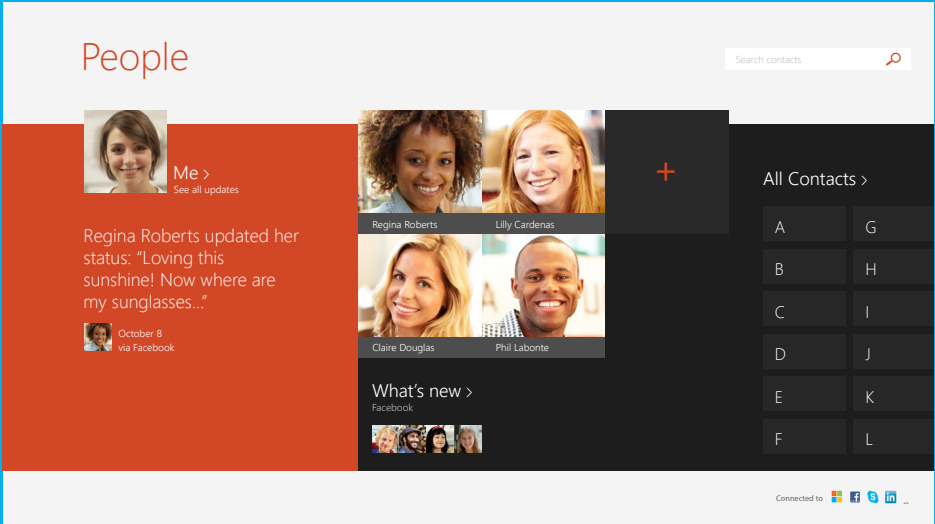 People
Search contacts
Me >
See all updates
Regina Roberts updated her
status: “Loving this
sunshine! Now where are
my sunglasses...”
October 8
via Facebook
Regina Roberts
Lilly Cardenas
+
Claire Douglas
Phil Labonte
What’s new >
Facebook
All Contacts >
A
G
B
H
C
I
D
J
E
K
F
L
Connected to
f
S
in
...